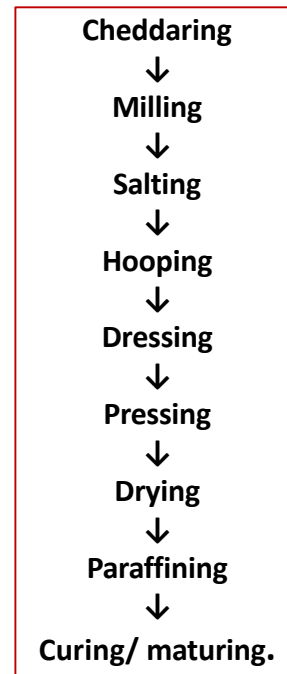 Cheddaring
↓
Milling
↓
Salting
↓
Hooping
↓
Dressing
↓
Pressing
↓
Drying
↓
Paraffining
↓
Curing/ maturing.